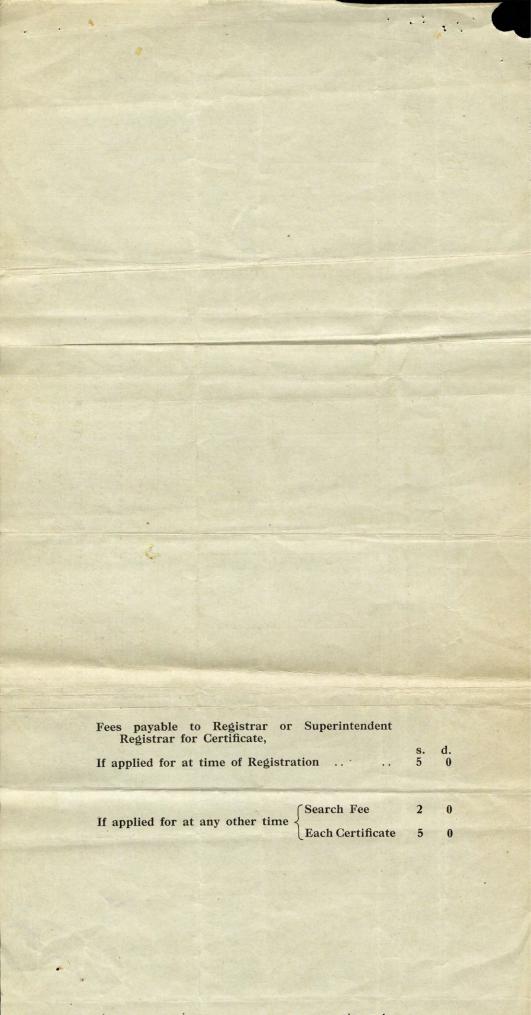 Fees payable to Registrar or Superintendent
Registrar for Certificate,
s. d.
If applied for at time of Registration .. .. 5 0
Search Fee 2 0
If applied for at any other time
Each Certificate 5 0